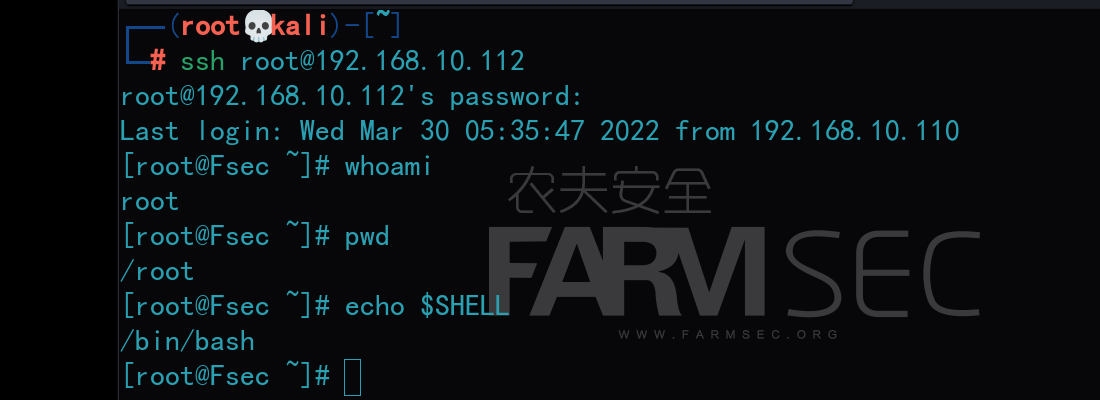 ┌──(root💀kali)-[~]
└─# ssh root@192.168.10.112
root@192.168.10.112's password:
Last login: Wed Mar 30 05:35:47 2022 from 192.168.10.110
[root@Fsec ~]# whoami
root
[root@Fsec ~]# pwd
/root
[root@Fsec ~]# echo $SHELL
/bin/bash
[root@Fsec ~]#
农夫安全
FARMSEC
WWW.FARMSEC.ORG